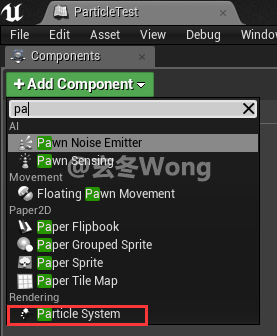 ParticleTest
File Edit Asset View Debug Window
Components
+ Add Component
pa
AI
Pawn Noise Emitter
Pawn Sensing
@云冬Wong
Movement
Floating Pawn Movement
Paper2D
Paper Flipbook
Paper Grouped Sprite
Paper Sprite
Paper Tile Map
Rendering
Particle System